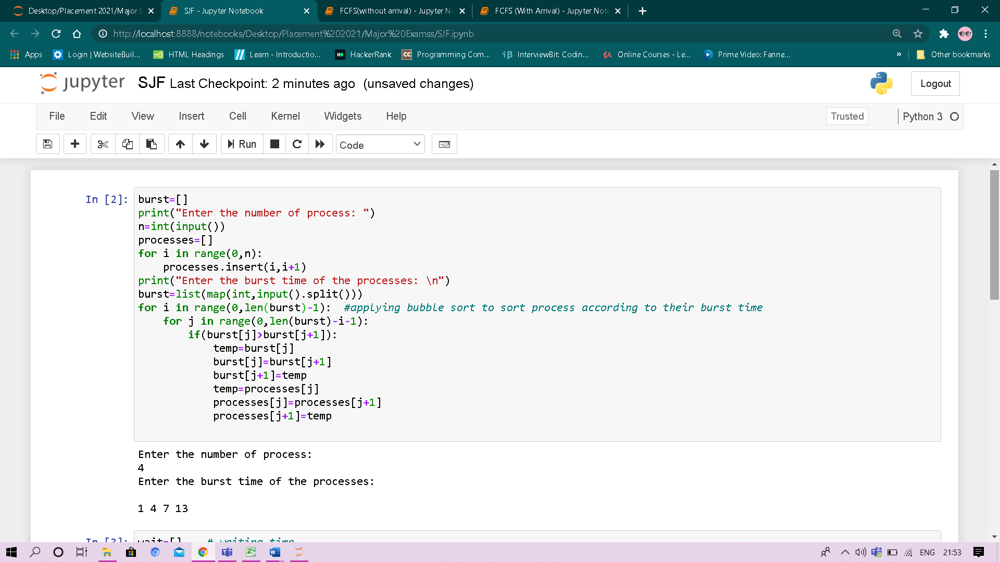 Desktop/Placement 2021/Major E
SJF - Jupyter Notebook
FCFS(without arrival) - Jupyter No
FCFS (With Arrival) - Jupyter Note
http://localhost:8888/notebooks/Desktop/Placement%202021/Major%20Examss/SJF.ipynb
Apps Login | WebsiteBuil... HTML Headings Learn - Introductio... HackerRank Programming Com... InterviewBit: Codin... Online Courses - Le... Prime Video: Fanne... » Other bookmarks
jupyter SJF Last Checkpoint: 2 minutes ago (unsaved changes) Logout
File Edit View Insert Cell Kernel Widgets Help Trusted Python 3
Run Code
In [2]: burst=[]
print("Enter the number of process: ")
n=int(input())
processes=[]
for i in range(0,n):
    processes.insert(i,i+1)
print("Enter the burst time of the processes: \n")
burst=list(map(int,input().split()))
for i in range(0,len(burst)-1):  #applying bubble sort to sort process according to their burst time
    for j in range(0,len(burst)-i-1):
        if(burst[j]>burst[j+1]):
            temp=burst[j]
            burst[j]=burst[j+1]
            burst[j+1]=temp
            temp=processes[j]
            processes[j]=processes[j+1]
            processes[j+1]=temp
Enter the number of process:
4
Enter the burst time of the processes:
1 4 7 13
In [3]: wait=[]    # waiting time
ENG 21:53